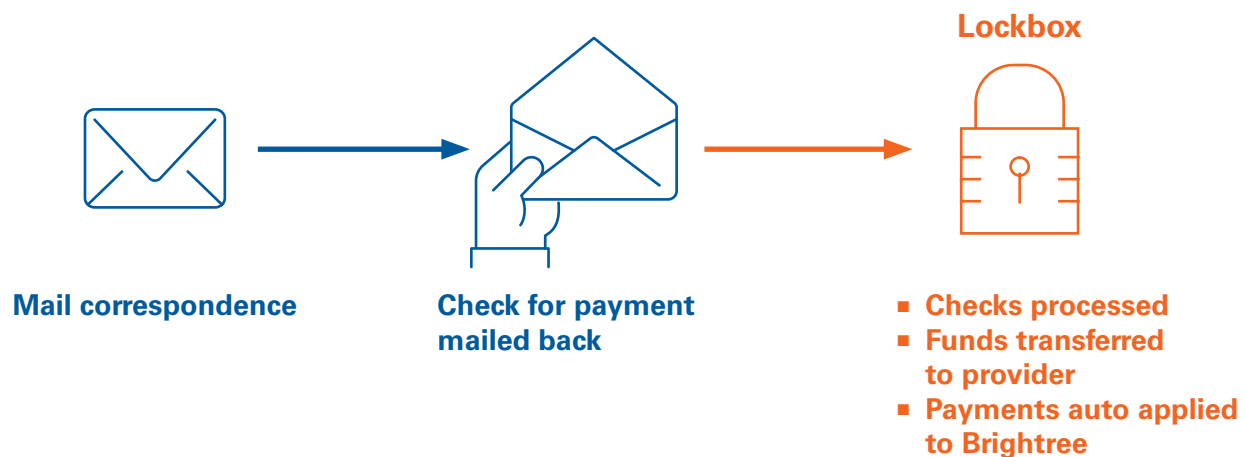 Lockbox
Mail correspondence
Check for payment
mailed back
▪ Checks processed
▪ Funds transferred
to provider
▪ Payments auto applied
to Brightree